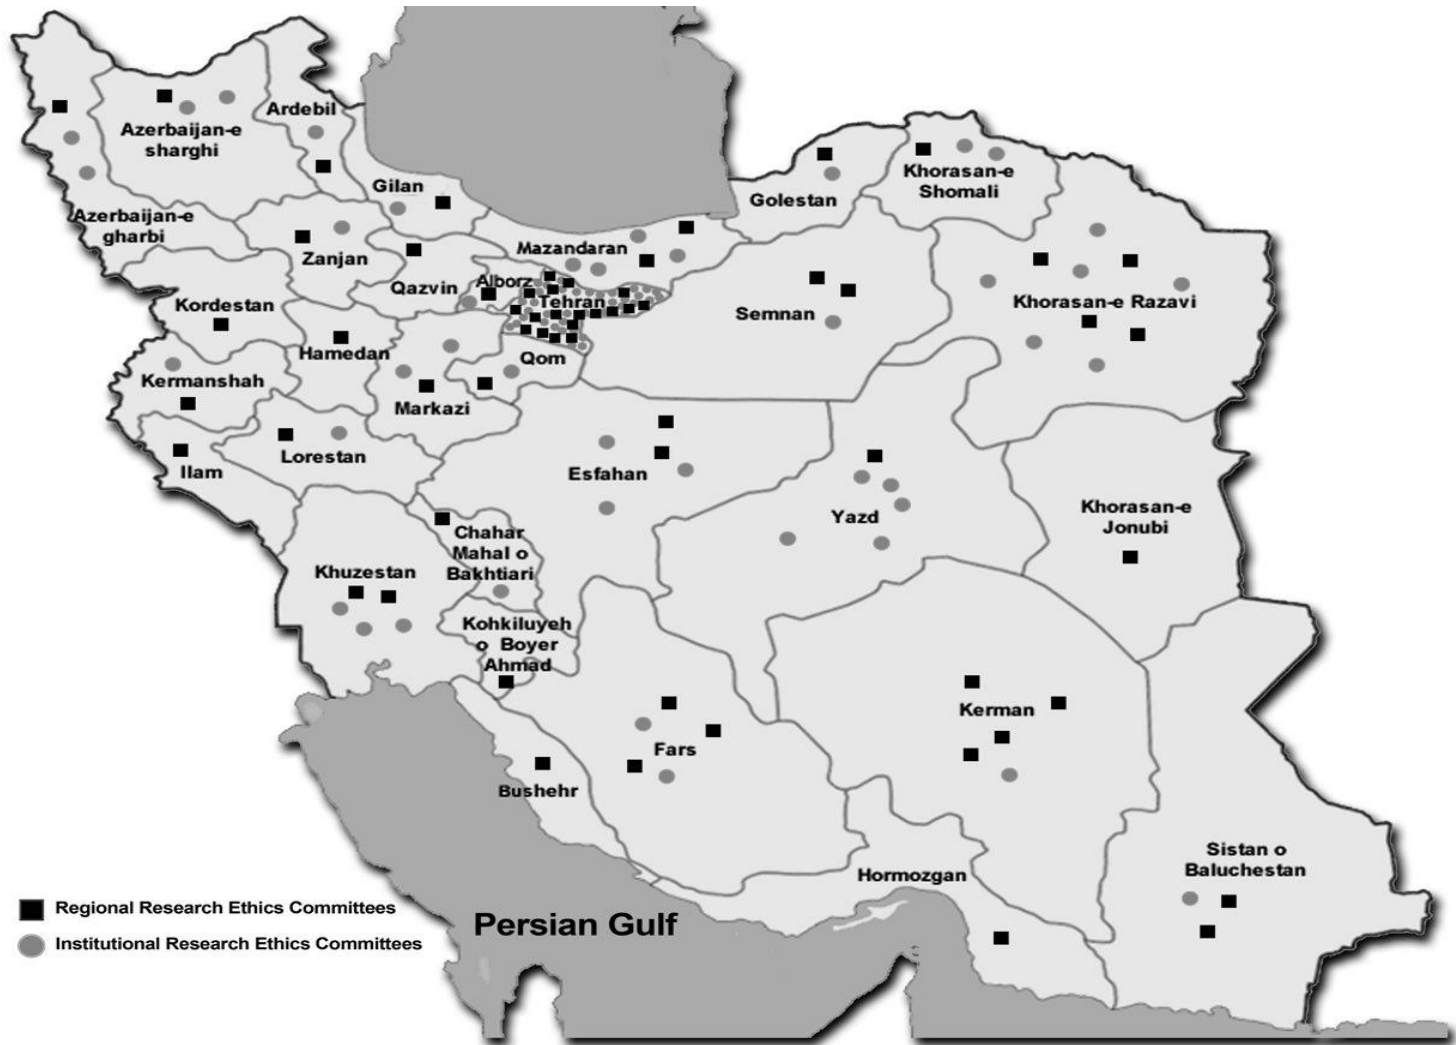 Ardebil
Azerbaijan-e
sharghi
Gilan
Khorasan-e
Shomali
Golestan
Azerbaijan-e
gharbi
Mazandaran
Zanjan
Alborz
Qazvin
Tehran
Khorasan-e Razavi
Kordestan
Semnan
Hamedan
Qom
Kermanshah
Markazi
Lorestan
Ilam
Esfahan
Khorasan-e
Jonubi
Yazd
Chahar
Mahal o
Bakhtiari
Khuzestan
Kohkiluyeh
o Boyer
Ahmad
Kerman
Fars
Bushehr
Sistan o
Baluchestan
Hormozgan
Regional Research Ethics Committees
Persian Gulf
Institutional Research Ethics Committees